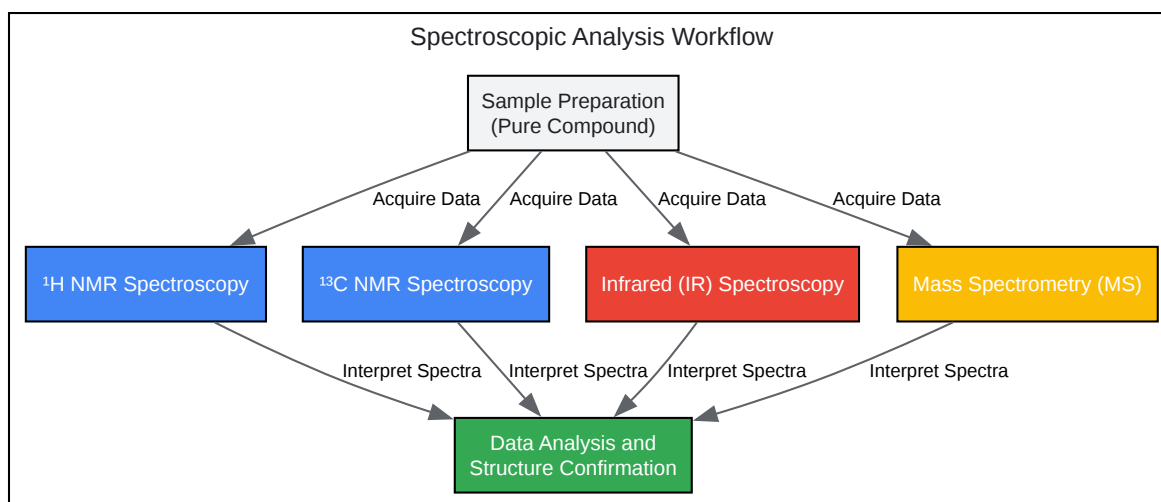 Spectroscopic Analysis Workflow
Sample Preparation
(Pure Compound)
Acquire Data
Acquire Data
Acquire Data
Acquire Data
¹H NMR Spectroscopy
¹³C NMR Spectroscopy
Infrared (IR) Spectroscopy
Mass Spectrometry (MS)
Interpret Spectra
Interpret Spectra
Interpret Spectra
Interpret Spectra
Data Analysis and
Structure Confirmation